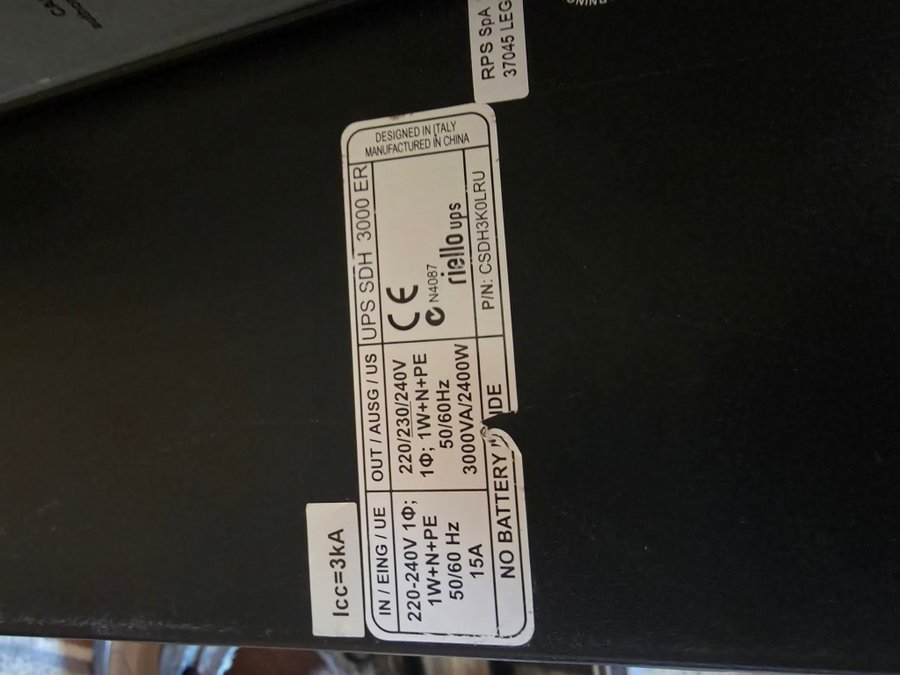 RPS SpA
37045 LEG
DESIGNED IN ITALY
MANUFACTURED IN CHINA
Icc=3kA
IN / EING / UE
220-240V 1Φ;
1W+N+PE
50/60 Hz
15A
OUT / AUSG / US
220/230/240V
1Φ; 1W+N+PE
50/60Hz
3000VA/2400W
UPS SDH 3000 ER
CE
N4087
riello ups
NO BATTERY IDE
P/N: CSDH3K0LRU